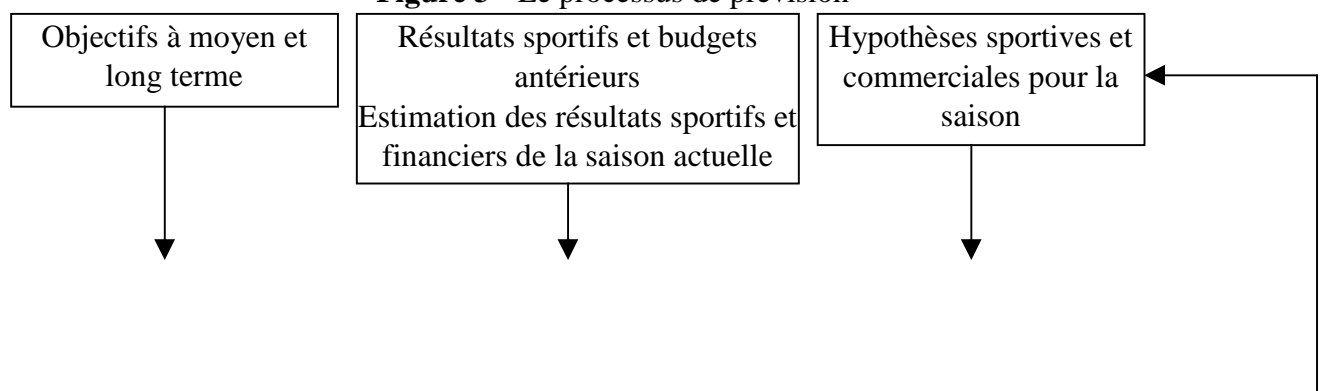 Figure 3 - Le processus de prévision
Objectifs à moyen et
long terme
Résultats sportifs et budgets
antérieurs
Estimation des résultats sportifs et
financiers de la saison actuelle
Hypothèses sportives et
commerciales pour la
saison